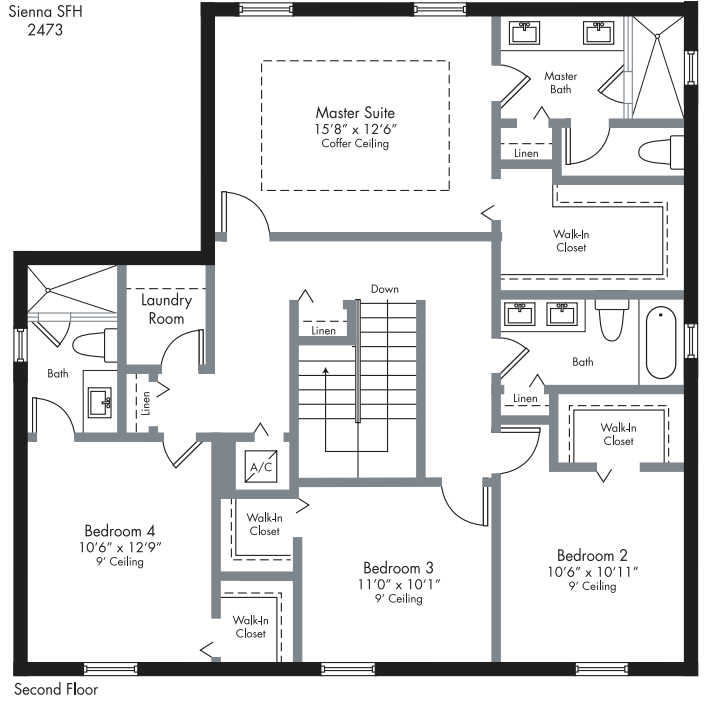 Sienna SFH
2473
Master Suite
15'8" x 12'6"
Coffer Ceiling
Master
Bath
Linen
Walk-In
Closet
Laundry
Room
Down
Linen
Bath
Linen
Bath
Linen
Walk-In
Closet
A/C
Walk-In
Closet
Bedroom 4
10'6" x 12'9"
9' Ceiling
Bedroom 3
11'0" x 10'1"
9' Ceiling
Bedroom 2
10'6" x 10'11"
9' Ceiling
Walk-In
Closet
Second Floor